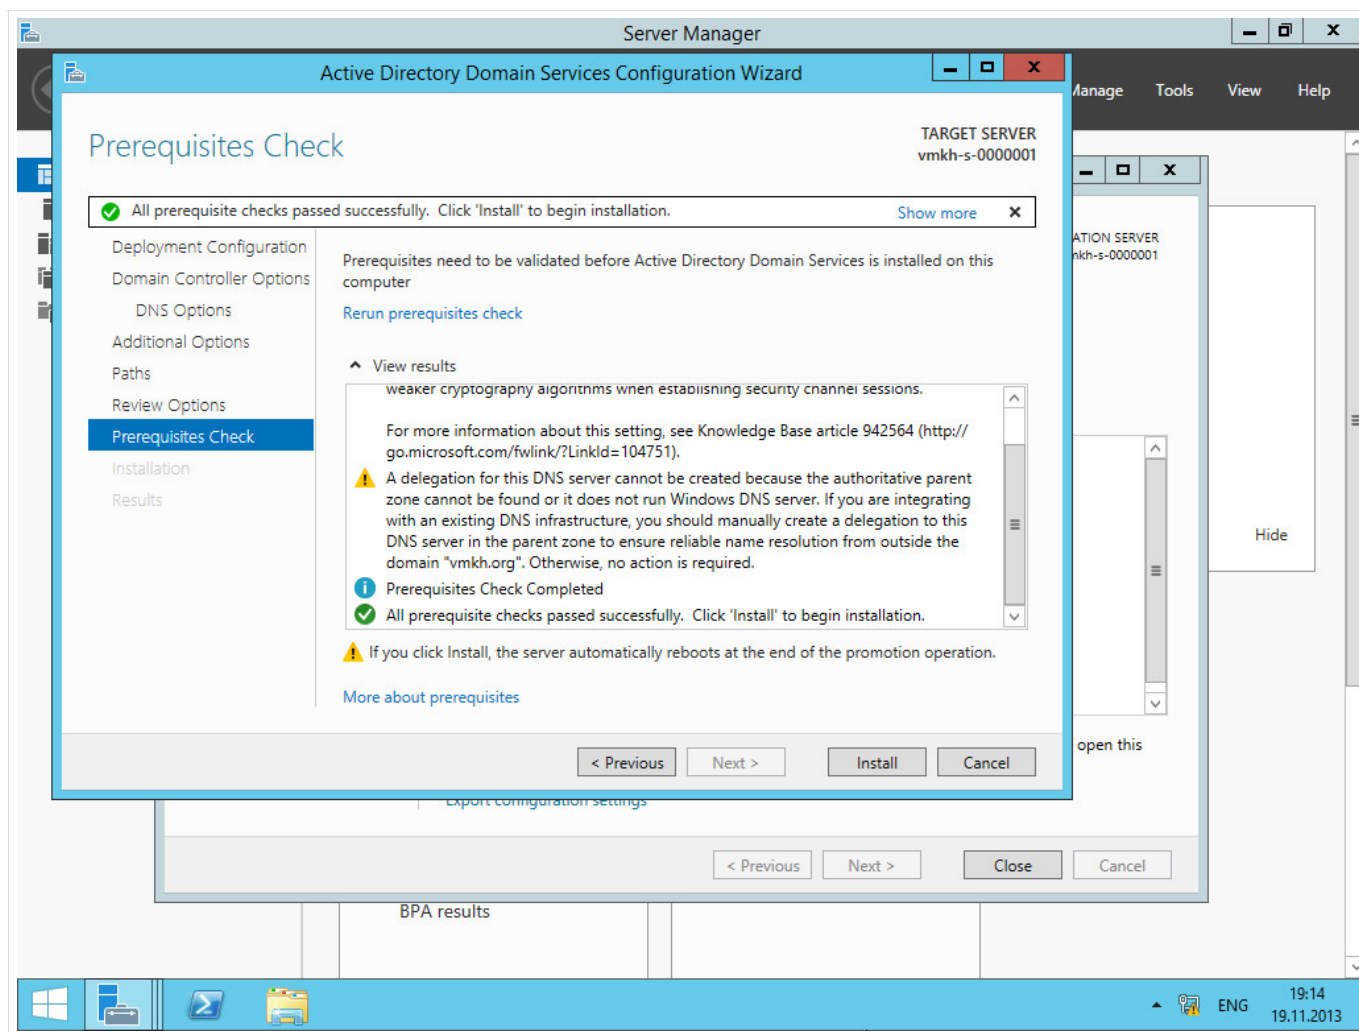 Server Manager
Active Directory Domain Services Configuration Wizard
Manage Tools View Help
Prerequisites Check
TARGET SERVER
vmkh-s-0000001
All prerequisite checks passed successfully. Click 'Install' to begin installation.
Show more
Deployment Configuration
Domain Controller Options
DNS Options
Additional Options
Paths
Review Options
Prerequisites Check
Installation
Results
Prerequisites need to be validated before Active Directory Domain Services is installed on this
computer
Rerun prerequisites check
View results
weaker cryptography algorithms when establishing security channel sessions.
For more information about this setting, see Knowledge Base article 942564 (http://
go.microsoft.com/fwlink/?LinkId=104751).
A delegation for this DNS server cannot be created because the authoritative parent
zone cannot be found or it does not run Windows DNS server. If you are integrating
with an existing DNS infrastructure, you should manually create a delegation to this
DNS server in the parent zone to ensure reliable name resolution from outside the
domain "vmkh.org". Otherwise, no action is required.
Prerequisites Check Completed
All prerequisite checks passed successfully. Click 'Install' to begin installation.
If you click Install, the server automatically reboots at the end of the promotion operation.
More about prerequisites
< Previous Next > Install Cancel
ATION SERVER
mkh-s-0000001
Hide
open this
Export configuration settings
< Previous Next > Close Cancel
BPA results
ENG
19:14
19.11.2013